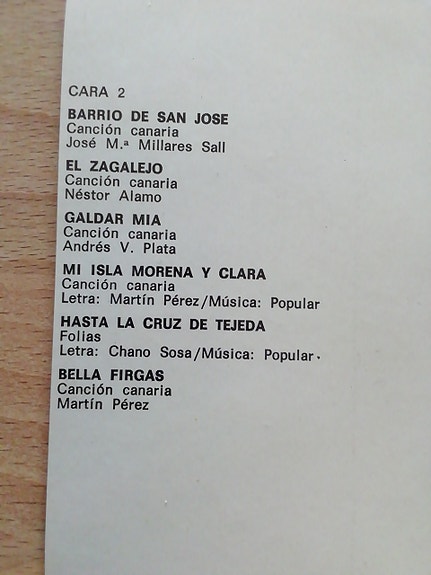 CARA 2
BARRIO DE SAN JOSE
Canción canaria
José M.ª Millares Sall
EL ZAGALEJO
Canción canaria
Néstor Alamo
GALDAR MIA
Canción canaria
Andrés V. Plata
MI ISLA MORENA Y CLARA
Canción canaria
Letra: Martín Pérez/Música: Popular
HASTA LA CRUZ DE TEJEDA
Folias
Letra: Chano Sosa/Música: Popular.
BELLA FIRGAS
Canción canaria
Martín Pérez